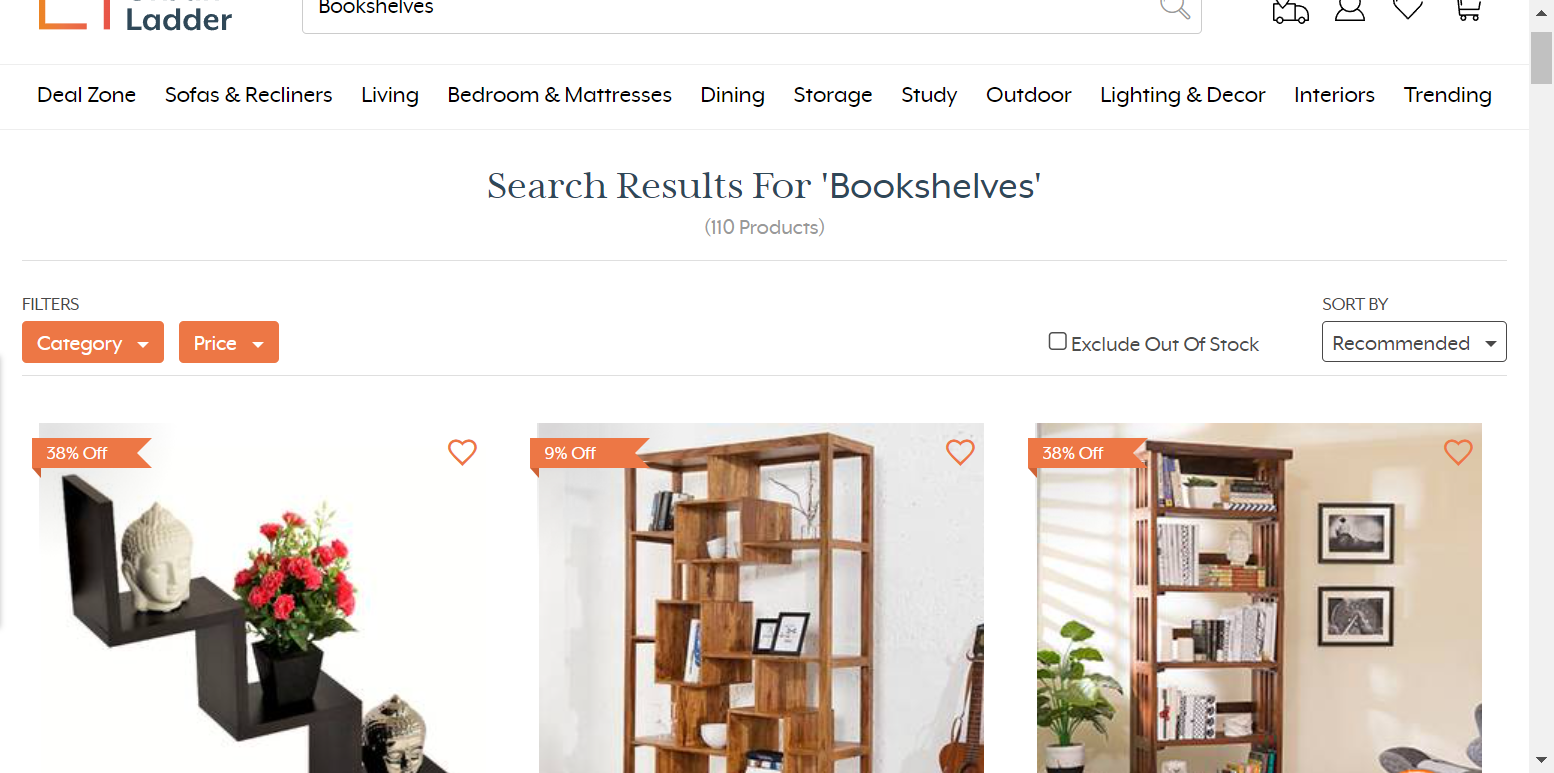 Ladder
Bookshelves
Deal Zone Sofas & Recliners Living Bedroom & Mattresses Dining Storage Study Outdoor Lighting & Decor Interiors Trending
Search Results For 'Bookshelves'
(110 Products)
FILTERS
SORT BY
Category Price
Exclude Out Of Stock
Recommended
38% Off
9% Off
38% Off